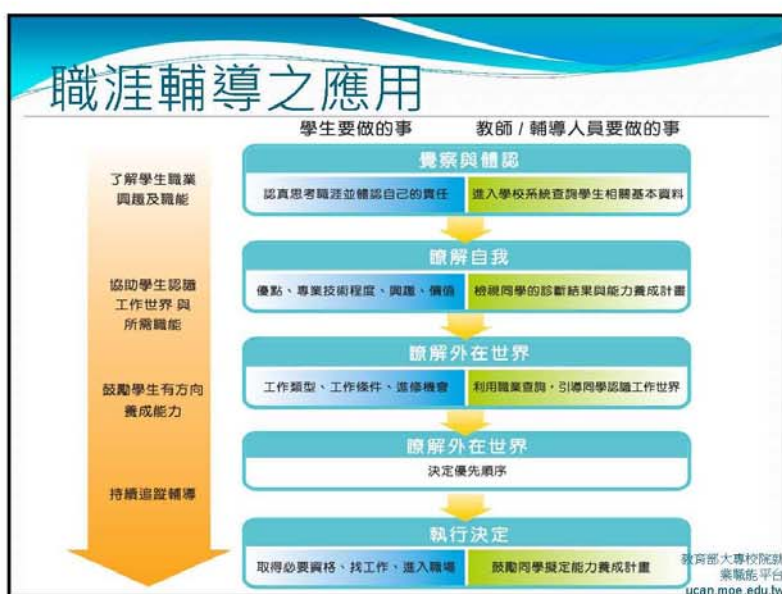 職涯輔導之應用
學生要做的事
教師 / 輔導人員要做的事
了解學生職業
興趣及職能
協助學生認識
工作世界 與
所需職能
鼓勵學生有方向
養成能力
持續追蹤輔導
覺察與體認
認真思考職涯並體認自己的責任
進入學校系統查詢學生相關基本資料
瞭解自我
優點、專業技術程度、興趣、價值
檢視同學的診斷結果與能力養成計畫
瞭解外在世界
工作類型、工作條件、進修機會
利用職業查詢，引導同學認識工作世界
瞭解外在世界
決定優先順序
執行決定
取得必要資格、找工作、進入職場
鼓勵同學擬定能力養成計畫
教育部大專校院就
業職能平台
ucan.moe.edu.tw